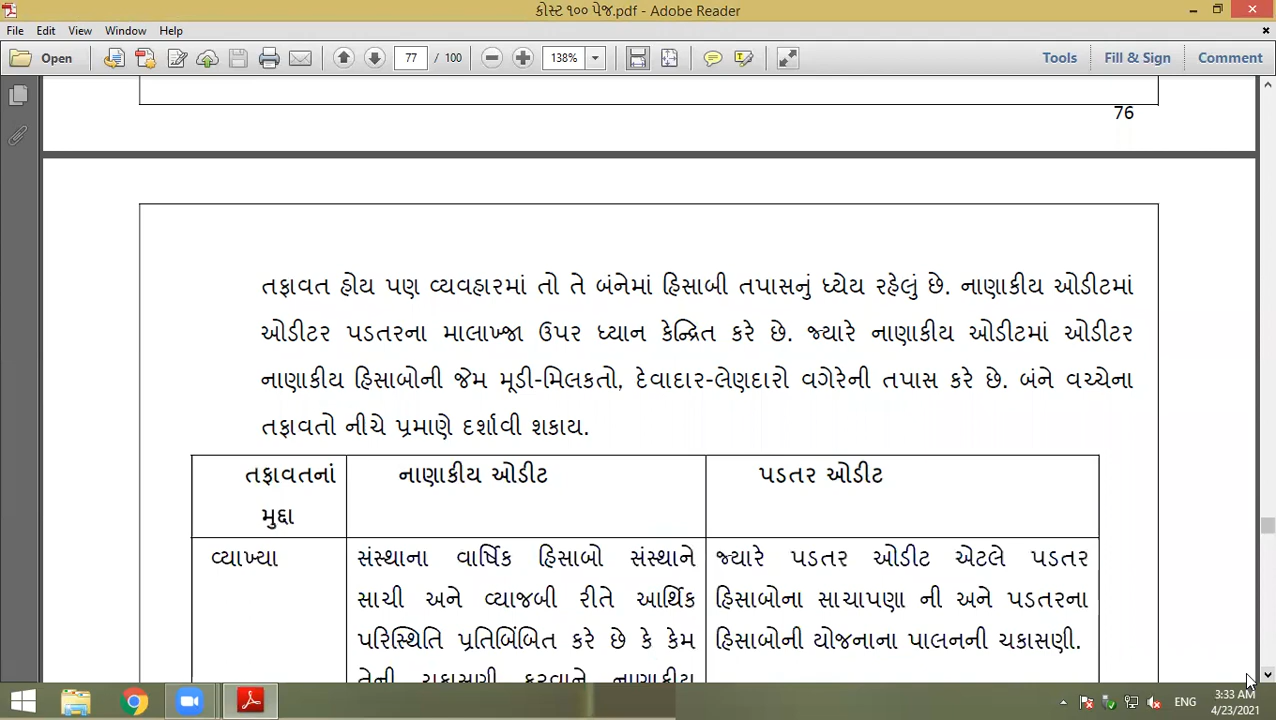 કોસ્ટ ૧૦૦ પેજ.pdf - Adobe Reader
File Edit View Window Help
Open 77 / 100 138% Tools Fill & Sign Comment
76
તફાવત હોય પણ વ્યવહારમાં તો તે બંનેમાં હિસાબી તપાસનું ધ્યેય રહેલું છે. નાણાકીય ઓડીટમાં
ઓડીટર પડતરના માલાખ્જા ઉપર ધ્યાન કેન્દ્રિત કરે છે. જ્યારે નાણાકીય ઓડીટમાં ઓડીટર
નાણાકીય હિસાબોની જેમ મૂડી-મિલકતો, દેવાદાર-લેણદારો વગેરેની તપાસ કરે છે. બંને વચ્ચેના
તફાવતો નીચે પ્રમાણે દર્શાવી શકાય.
તફાવતનાં નાણાકીય ઓડીટ પડતર ઓડીટ
મુદ્દા
વ્યાખ્યા સંસ્થાના વાર્ષિક હિસાબો સંસ્થાને જ્યારે પડતર ઓડીટ એટલે પડતર
સાચી અને વ્યાજબી રીતે આર્થિક હિસાબોના સાચાપણા ની અને પડતરના
પરિસ્થિતિ પ્રતિબિંબિત કરે છે કે કેમ હિસાબોની યોજનાના પાલનની ચકાસણી.
તેની ચકાસણી કરવાને નાણાકીય
ENG 3:33 AM
4/23/2021